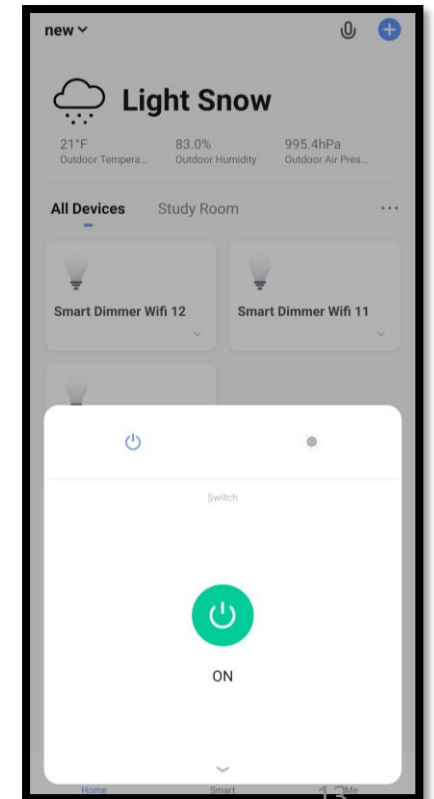 new
Light Snow
21°F 83.0% 995.4hPa
Outdoor Tempera... Outdoor Humidity Outdoor Air Pres...
All Devices Study Room ...
Smart Dimmer Wifi 12 Smart Dimmer Wifi 11
Switch
ON
Home Smart 13 Me